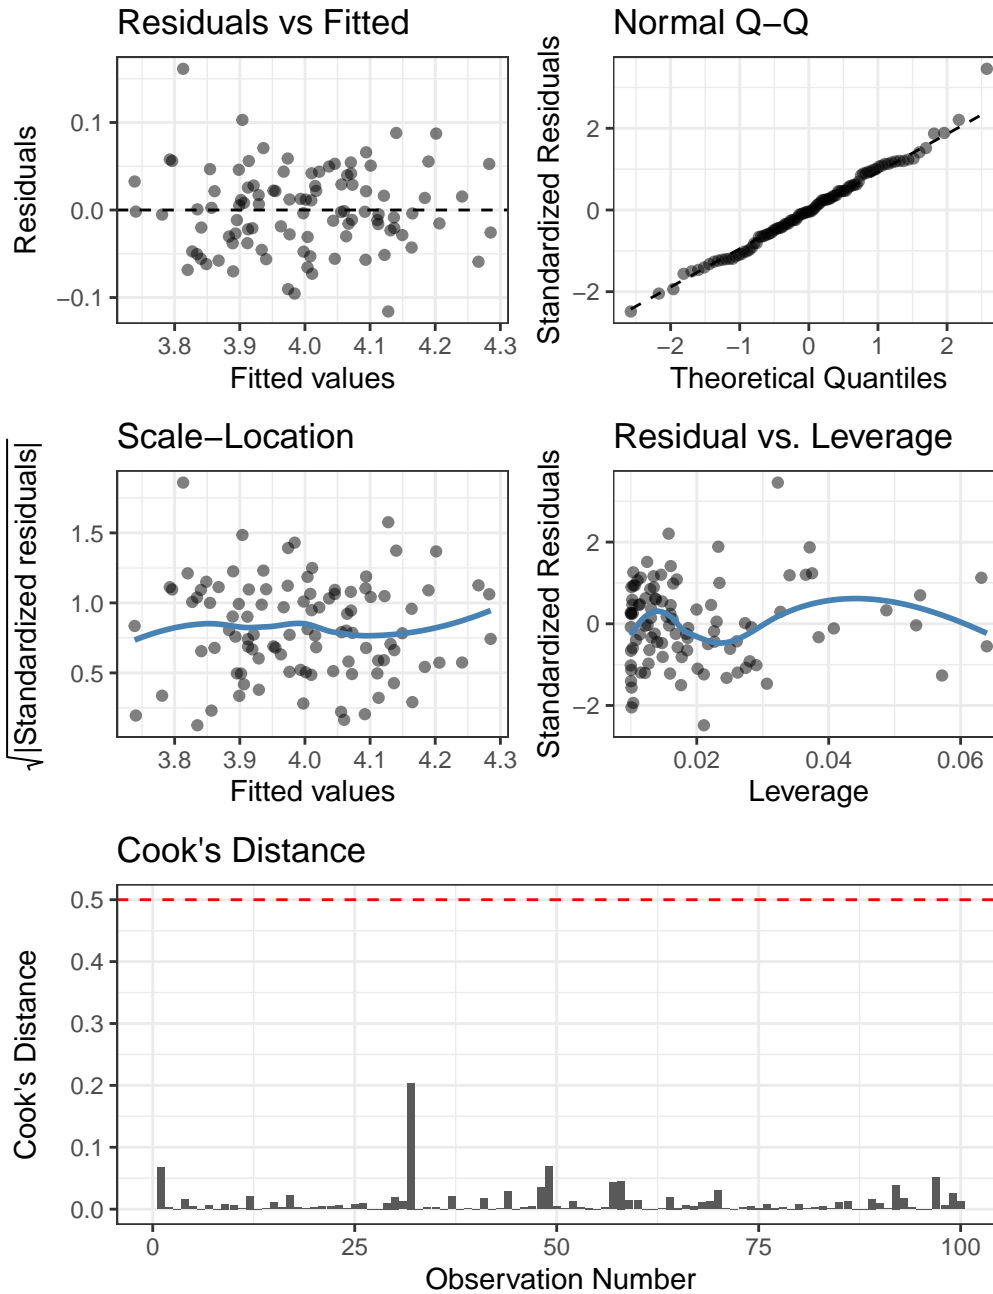 Residuals vs Fitted
Residuals
0.1
0.0
−0.1
3.8 3.9 4.0 4.1 4.2 4.3
Fitted values
Normal Q−Q
Standardized Residuals
2
0
−2
−2 −1 0 1 2
Theoretical Quantiles
Scale−Location
√|Standardized residuals|
1.5
1.0
0.5
3.8 3.9 4.0 4.1 4.2 4.3
Fitted values
Residual vs. Leverage
Standardized Residuals
2
0
−2
0.02 0.04 0.06
Leverage
Cook's Distance
Cook's Distance
0.5
0.4
0.3
0.2
0.1
0.0
0 25 50 75 100
Observation Number